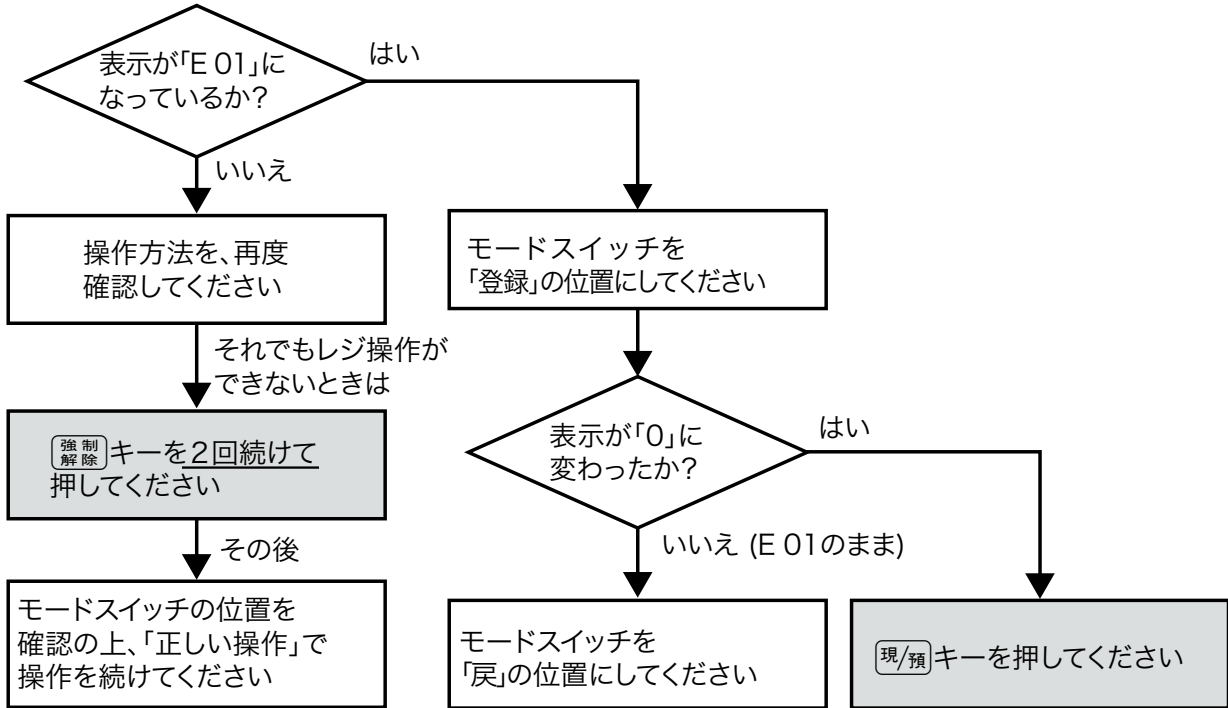 表示が「E 01」に
なっているか?
はい
いいえ
操作方法を、再度
確認してください
モードスイッチを
「登録」の位置にしてください
それでもレジ操作が
できないときは
強制
解除
キーを2回続けて
押してください
表示が「0」に
変わったか?
はい
その後
いいえ (E 01のまま)
モードスイッチの位置を
確認の上、「正しい操作」で
操作を続けてください
モードスイッチを
「戻」の位置にしてください
現/預キーを押してください